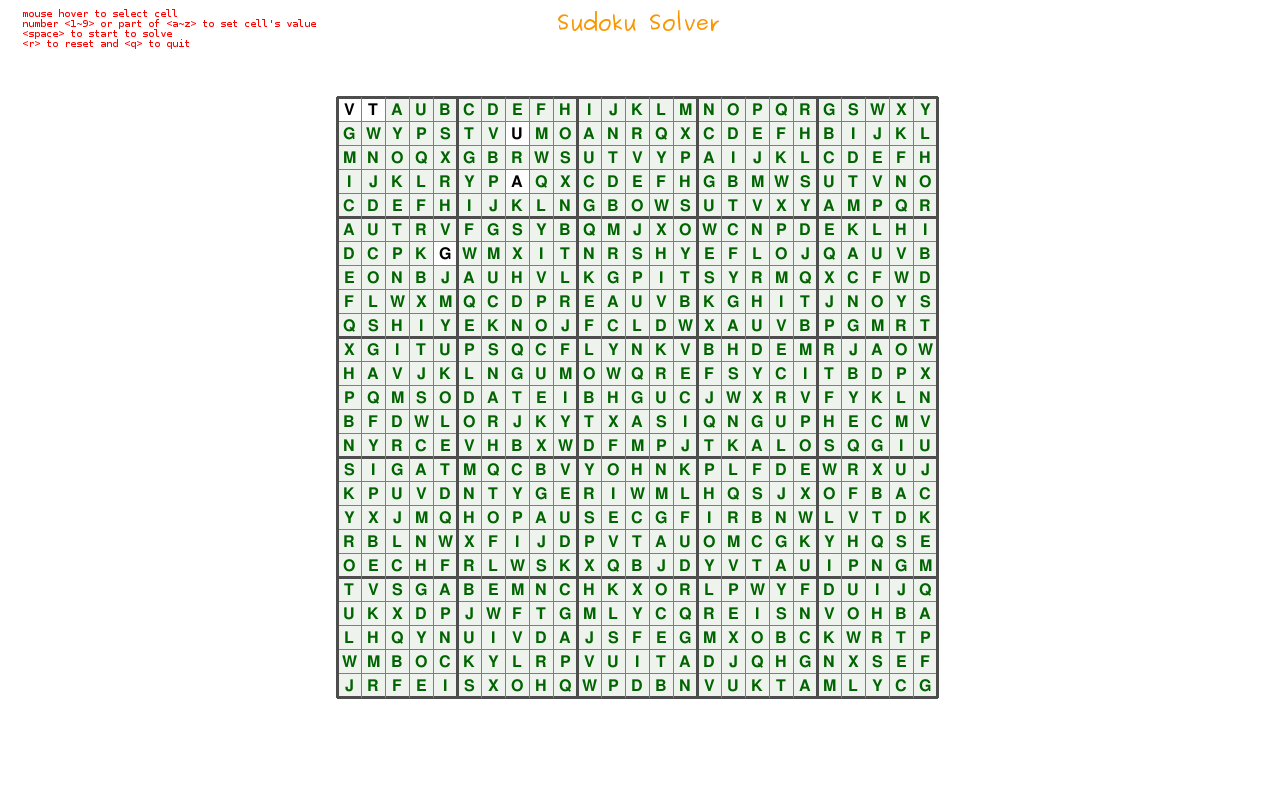 mouse hover to select cell
number <1~9> or part of <a~z> to set cell's value
<space> to start to solve
<r> to reset and <q> to quit
Sudoku Solver
V T A U B C D E F H I J K L M N O P Q R G S W X Y
G W Y P S T V U M O A N R Q X C D E F H B I J K L
M N O Q X G B R W S U T V Y P A I J K L C D E F H
I J K L R Y P A Q X C D E F H G B M W S U T V N O
C D E F H I J K L N G B O W S U T V X Y A M P Q R
A U T R V F G S Y B Q M J X O W C N P D E K L H I
D C P K G W M X I T N R S H Y E F L O J Q A U V B
E O N B J A U H V L K G P I T S Y R M Q X C F W D
F L W X M Q C D P R E A U V B K G H I T J N O Y S
Q S H I Y E K N O J F C L D W X A U V B P G M R T
X G I T U P S Q C F L Y N K V B H D E M R J A O W
H A V J K L N G U M O W Q R E F S Y C I T B D P X
P Q M S O D A T E I B H G U C J W X R V F Y K L N
B F D W L O R J K Y T X A S I Q N G U P H E C M V
N Y R C E V H B X W D F M P J T K A L O S Q G I U
S I G A T M Q C B V Y O H N K P L F D E W R X U J
K P U V D N T Y G E R I W M L H Q S J X O F B A C
Y X J M Q H O P A U S E C G F I R B N W L V T D K
R B L N W X F I J D P V T A U O M C G K Y H Q S E
O E C H F R L W S K X Q B J D Y V T A U I P N G M
T V S G A B E M N C H K X O R L P W Y F D U I J Q
U K X D P J W F T G M L Y C Q R E I S N V O H B A
L H Q Y N U I V D A J S F E G M X O B C K W R T P
W M B O C K Y L R P V U I T A D J Q H G N X S E F
J R F E I S X O H Q W P D B N V U K T A M L Y C G